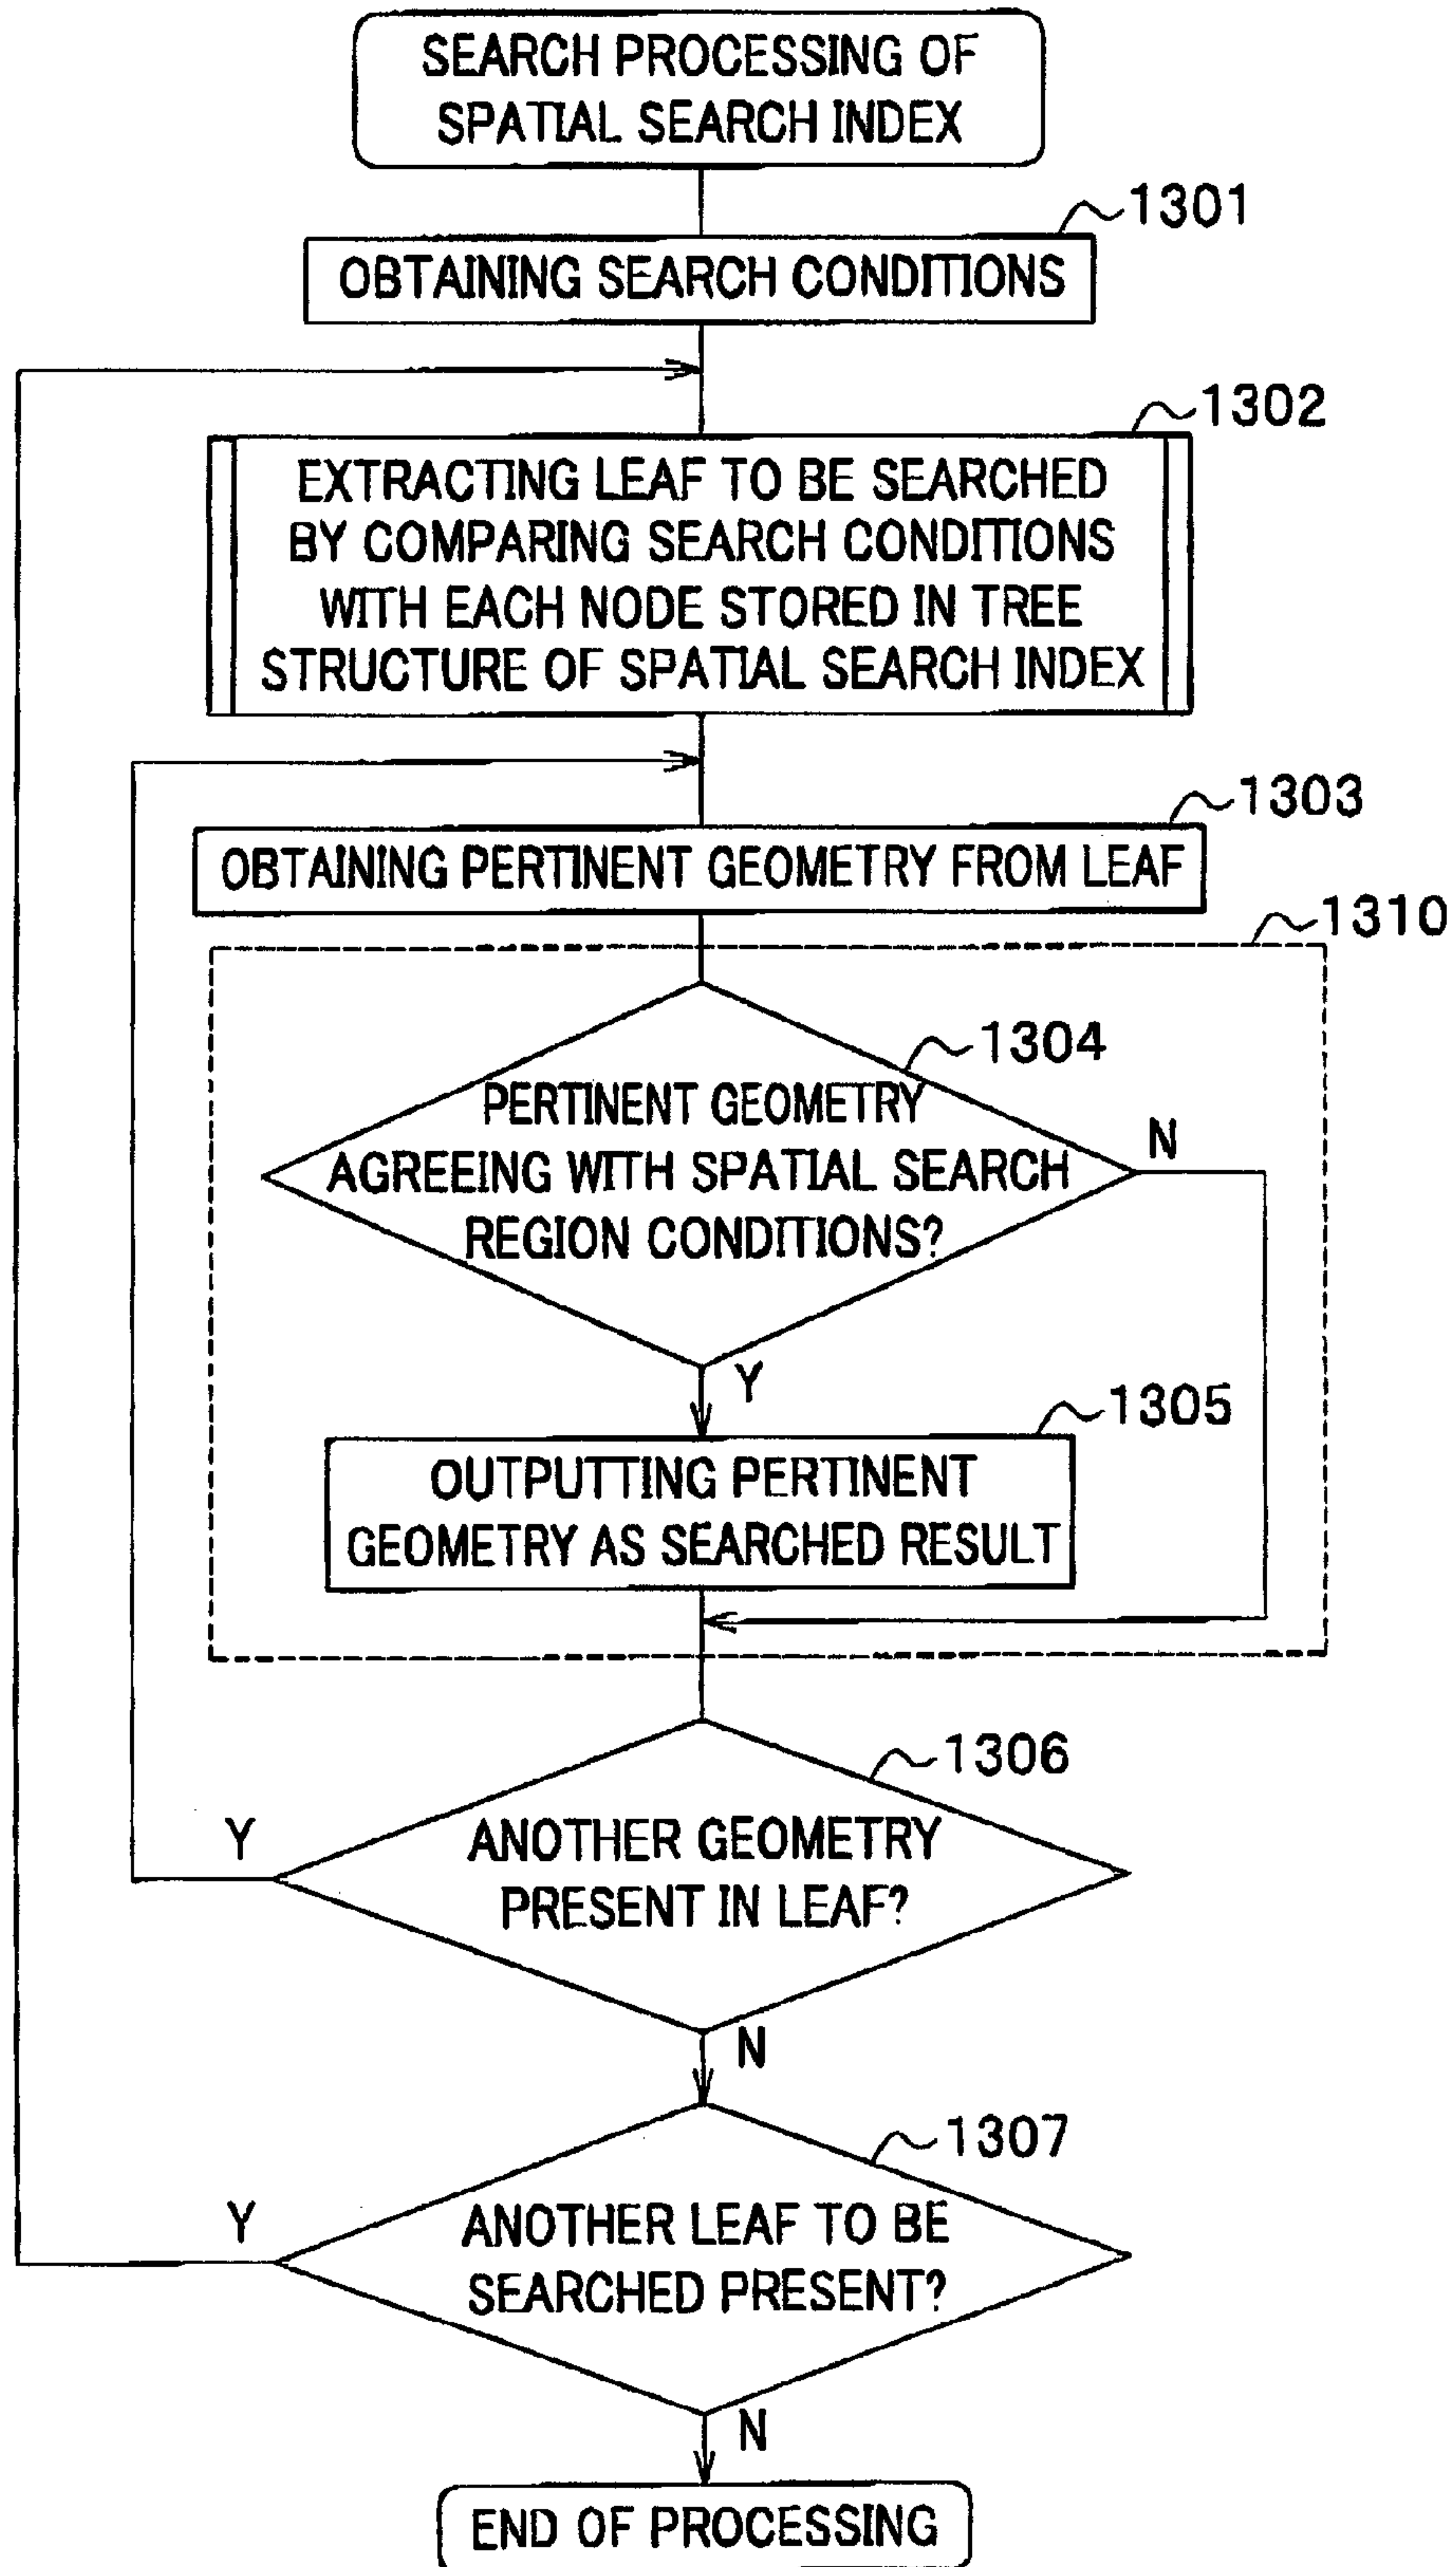 SEARCH PROCESSING OF
SPATIAL SEARCH INDEX
1301
OBTAINING SEARCH CONDITIONS
1302
EXTRACTING LEAF TO BE SEARCHED
BY COMPARING SEARCH CONDITIONS
WITH EACH NODE STORED IN TREE
STRUCTURE OF SPATIAL SEARCH INDEX
1303
OBTAINING PERTINENT GEOMETRY FROM LEAF
1310
1304
PERTINENT GEOMETRY
AGREEING WITH SPATIAL SEARCH
REGION CONDITIONS?
N
Y
1305
OUTPUTTING PERTINENT
GEOMETRY AS SEARCHED RESULT
1306
ANOTHER GEOMETRY
PRESENT IN LEAF?
Y
N
1307
ANOTHER LEAF TO BE
SEARCHED PRESENT?
Y
N
END OF PROCESSING